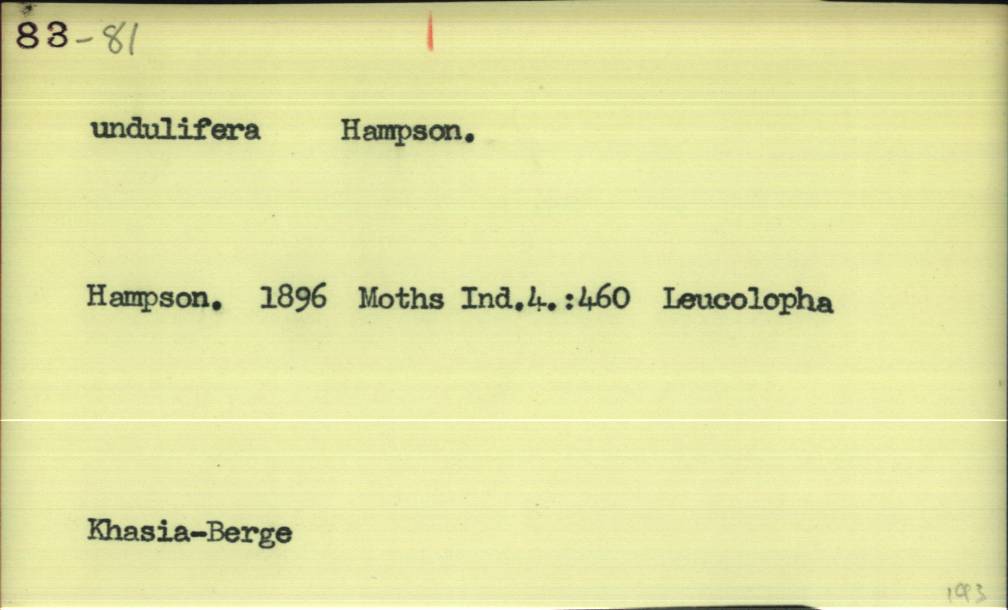 83-81
undulifera Hampson.
Hampson. 1896 Moths Ind.4.:460 Leucolopha
Khasia-Berge
193